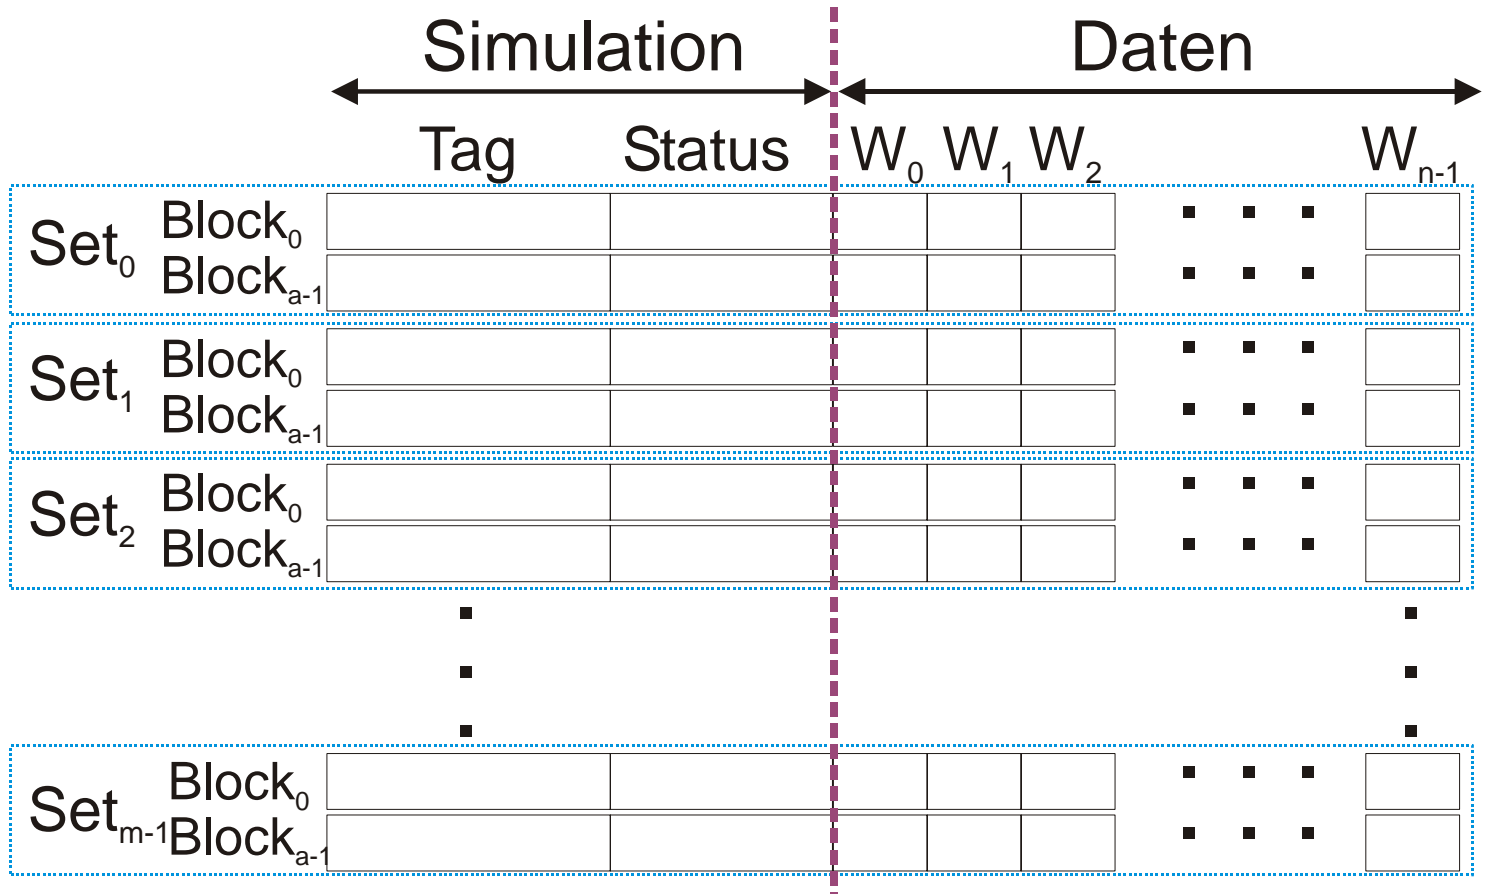 Simulation Daten
Tag Status W0 W1 W2 Wn-1
Set0 Block0
Blocka-1
Set1 Block0
Blocka-1
Set2 Block0
Blocka-1
Setm-1 Block0
Blocka-1